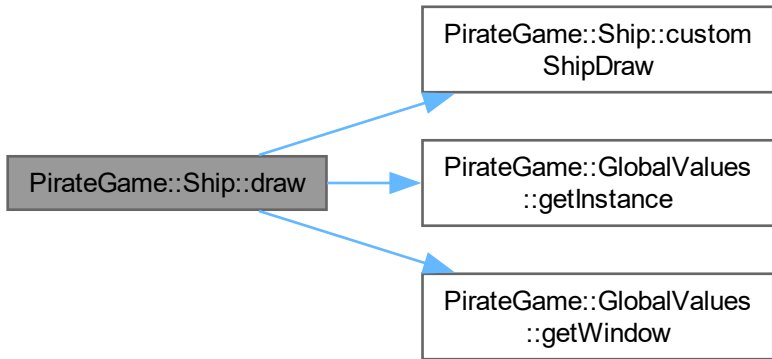 PirateGame::Ship::draw
PirateGame::Ship::custom
ShipDraw
PirateGame::GlobalValues
::getInstance
PirateGame::GlobalValues
::getWindow